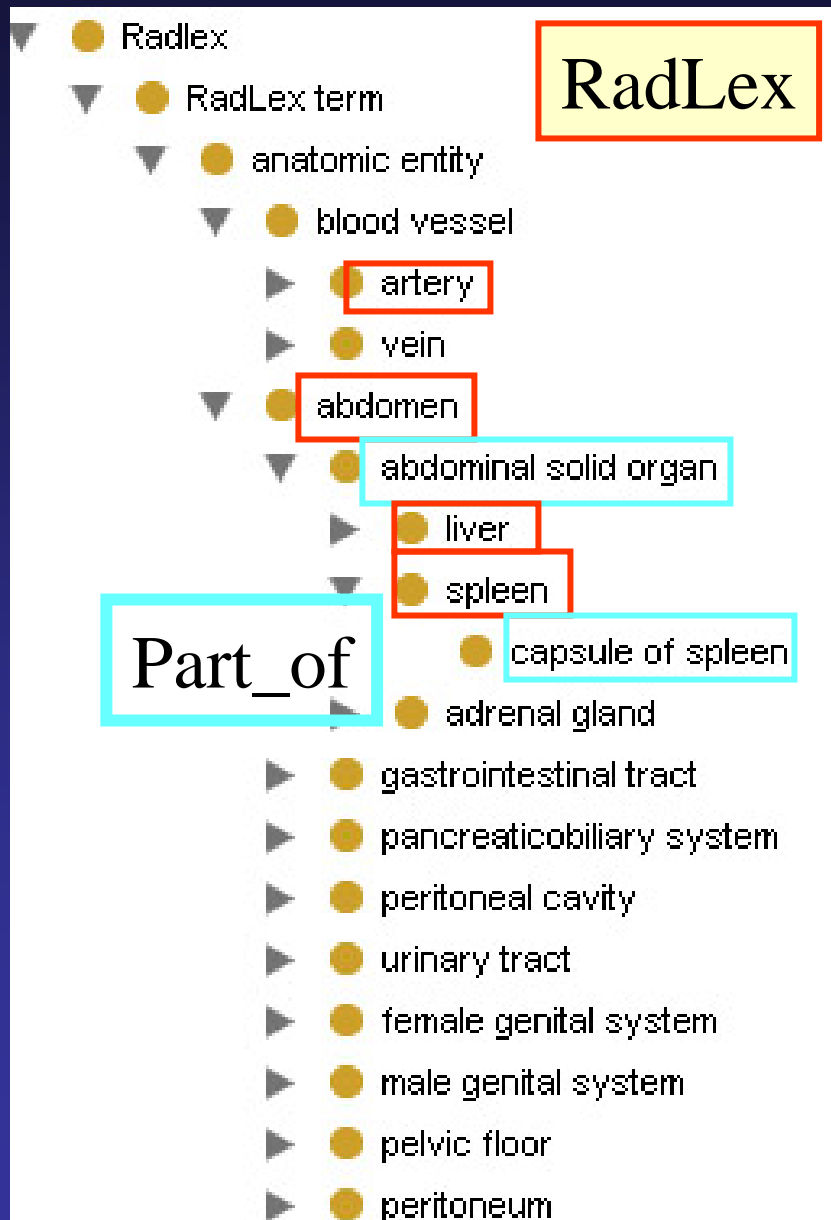 Radlex
RadLex
RadLex term
anatomic entity
blood vessel
artery
vein
abdomen
abdominal solid organ
liver
spleen
Part_of
capsule of spleen
adrenal gland
gastrointestinal tract
pancreaticobiliary system
peritoneal cavity
urinary tract
female genital system
male genital system
pelvic floor
peritoneum